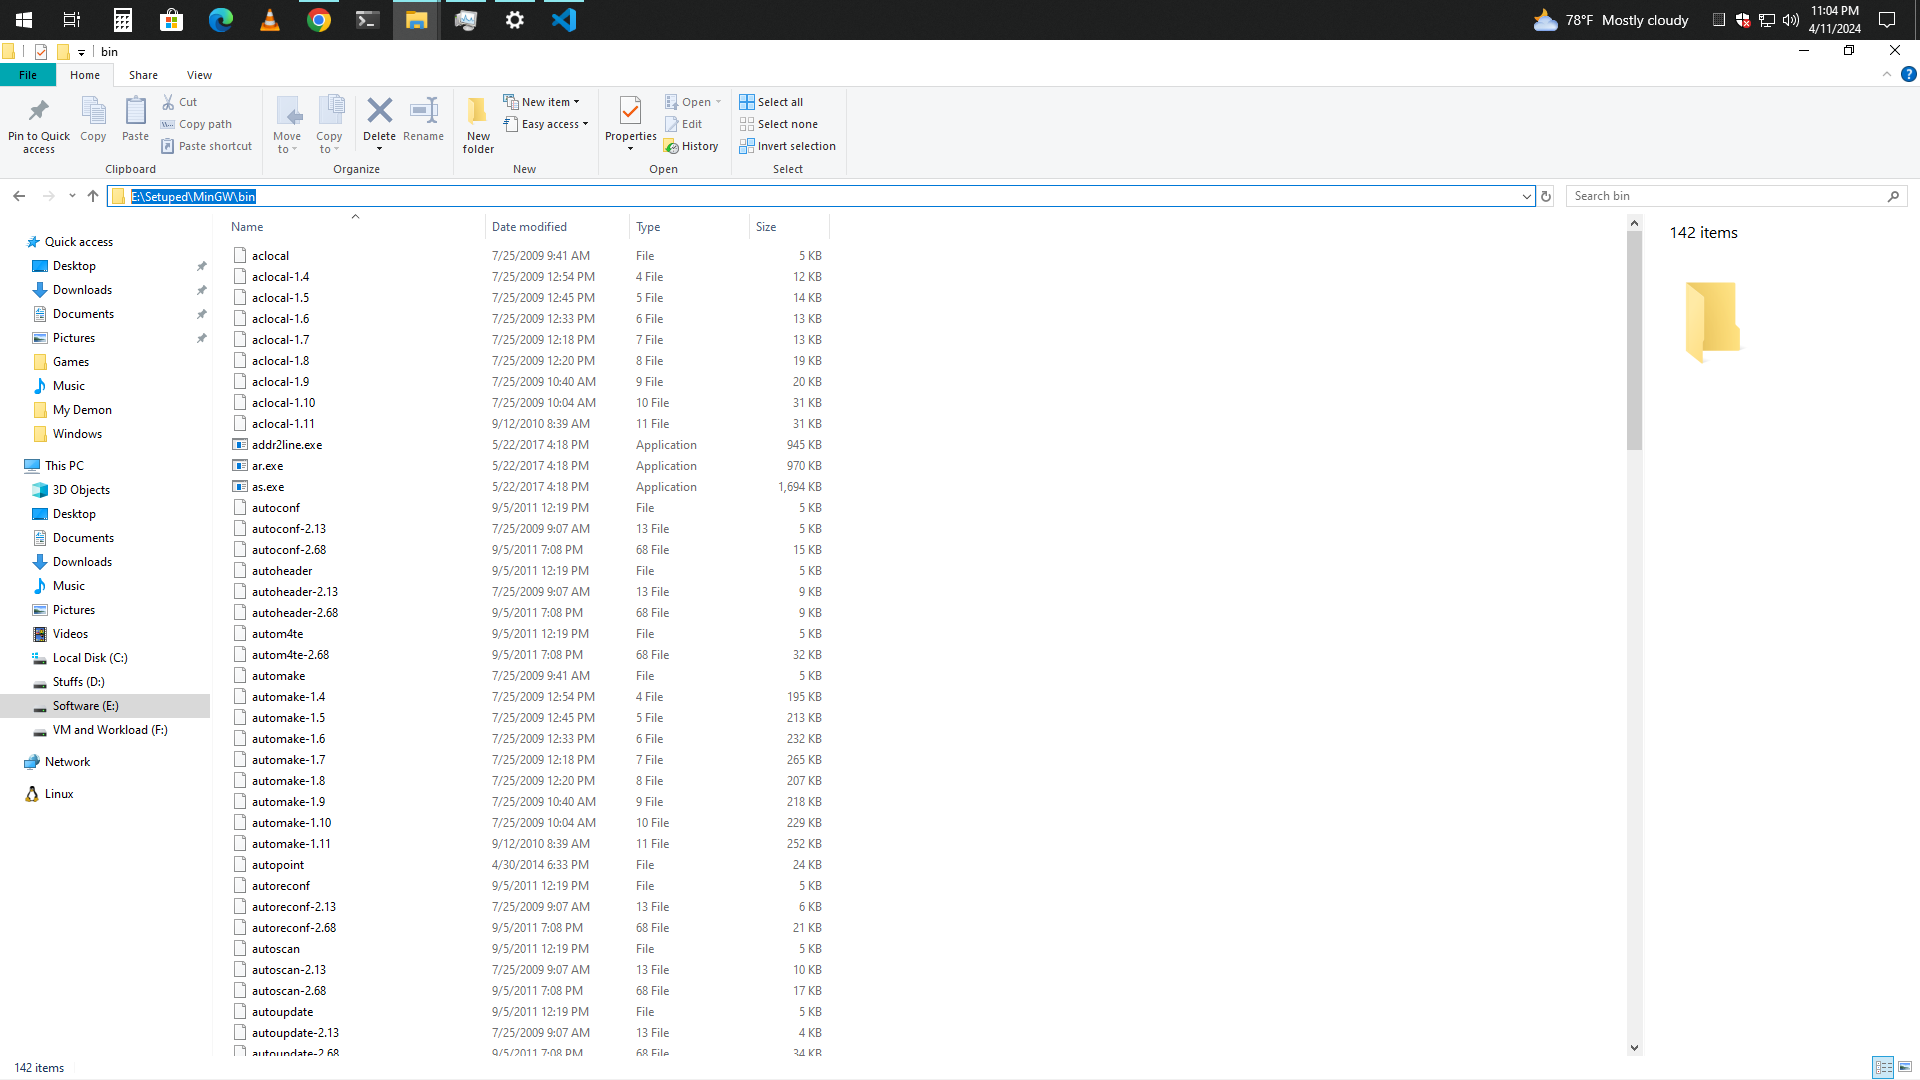 78°F Mostly cloudy
11:04 PM
4/11/2024
bin
File Home Share View
Pin to Quick access
Copy
Paste
Cut
Copy path
Paste shortcut
Clipboard
Move to
Copy to
Delete
Rename
Organize
New folder
New item
Easy access
New
Properties
Open
Edit
History
Open
Select all
Select none
Invert selection
Select
E:\Setuped\MinGW\bin
Search bin
Quick access
Desktop
Downloads
Documents
Pictures
Games
Music
My Demon
Windows
This PC
3D Objects
Desktop
Documents
Downloads
Music
Pictures
Videos
Local Disk (C:)
Stuffs (D:)
Software (E:)
VM and Workload (F:)
Network
Linux
Name Date modified Type Size
aclocal 7/25/2009 9:41 AM File 5 KB
aclocal-1.4 7/25/2009 12:54 PM 4 File 12 KB
aclocal-1.5 7/25/2009 12:45 PM 5 File 14 KB
aclocal-1.6 7/25/2009 12:33 PM 6 File 13 KB
aclocal-1.7 7/25/2009 12:18 PM 7 File 13 KB
aclocal-1.8 7/25/2009 12:20 PM 8 File 19 KB
aclocal-1.9 7/25/2009 10:40 AM 9 File 20 KB
aclocal-1.10 7/25/2009 10:04 AM 10 File 31 KB
aclocal-1.11 9/12/2010 8:39 AM 11 File 31 KB
addr2line.exe 5/22/2017 4:18 PM Application 945 KB
ar.exe 5/22/2017 4:18 PM Application 970 KB
as.exe 5/22/2017 4:18 PM Application 1,694 KB
autoconf 9/5/2011 12:19 PM File 5 KB
autoconf-2.13 7/25/2009 9:07 AM 13 File 5 KB
autoconf-2.68 9/5/2011 7:08 PM 68 File 15 KB
autoheader 9/5/2011 12:19 PM File 5 KB
autoheader-2.13 7/25/2009 9:07 AM 13 File 9 KB
autoheader-2.68 9/5/2011 7:08 PM 68 File 9 KB
autom4te 9/5/2011 12:19 PM File 5 KB
autom4te-2.68 9/5/2011 7:08 PM 68 File 32 KB
automake 7/25/2009 9:41 AM File 5 KB
automake-1.4 7/25/2009 12:54 PM 4 File 195 KB
automake-1.5 7/25/2009 12:45 PM 5 File 213 KB
automake-1.6 7/25/2009 12:33 PM 6 File 232 KB
automake-1.7 7/25/2009 12:18 PM 7 File 265 KB
automake-1.8 7/25/2009 12:20 PM 8 File 207 KB
automake-1.9 7/25/2009 10:40 AM 9 File 218 KB
automake-1.10 7/25/2009 10:04 AM 10 File 229 KB
automake-1.11 9/12/2010 8:39 AM 11 File 252 KB
autopoint 4/30/2014 6:33 PM File 24 KB
autoreconf 9/5/2011 12:19 PM File 5 KB
autoreconf-2.13 7/25/2009 9:07 AM 13 File 6 KB
autoreconf-2.68 9/5/2011 7:08 PM 68 File 21 KB
autoscan 9/5/2011 12:19 PM File 5 KB
autoscan-2.13 7/25/2009 9:07 AM 13 File 10 KB
autoscan-2.68 9/5/2011 7:08 PM 68 File 17 KB
autoupdate 9/5/2011 12:19 PM File 5 KB
autoupdate-2.13 7/25/2009 9:07 AM 13 File 4 KB
autoupdate-2.68 9/5/2011 7:08 PM 68 File 34 KB
142 items
142 items